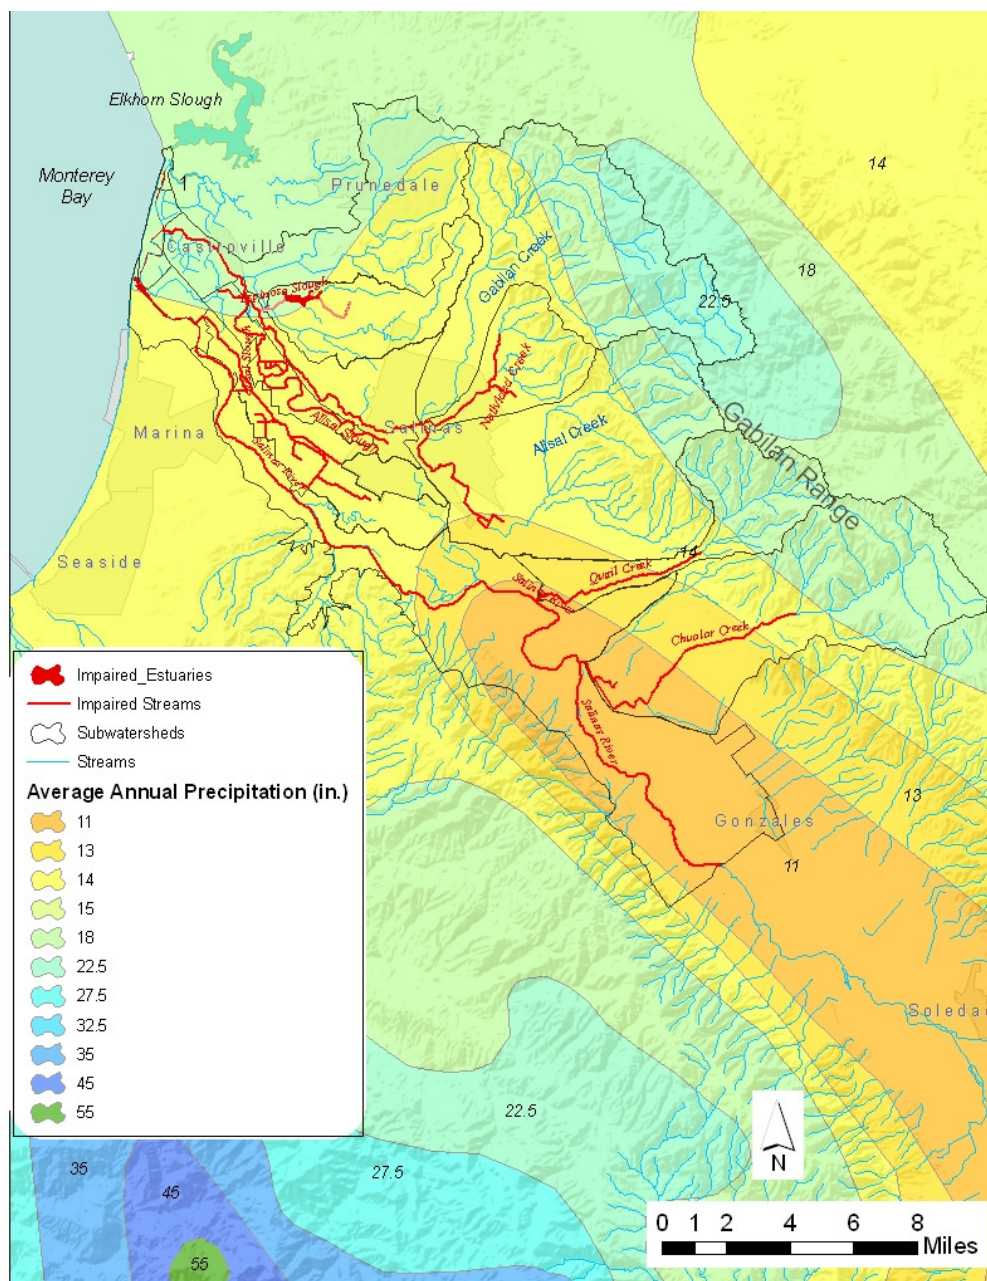 Elkhorn Slough
Monterey
Bay
1
Prunedale
14
Castroville
18
Gabilan Creek
Espinosa Slough
22.5
Natividad Creek
Marina
Alisal Slough
Salinas
Alisal Creek
Gabilan Range
Salinas River
Seaside
14
Quail Creek
Salinas River
Chualar Creek
Salinas River
Impaired_Estuaries
Impaired Streams
Subwatersheds
Streams
Average Annual Precipitation (in.)
11
13
14
15
18
22.5
27.5
32.5
35
45
55
13
Gonzales
11
Soledad
22.5
N
35
45
27.5
55
0 1 2 4 6 8
Miles